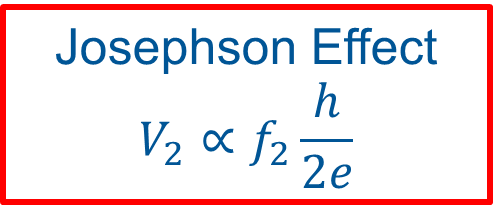 Josephson Effect
V₂ ∝ f₂ h/2e